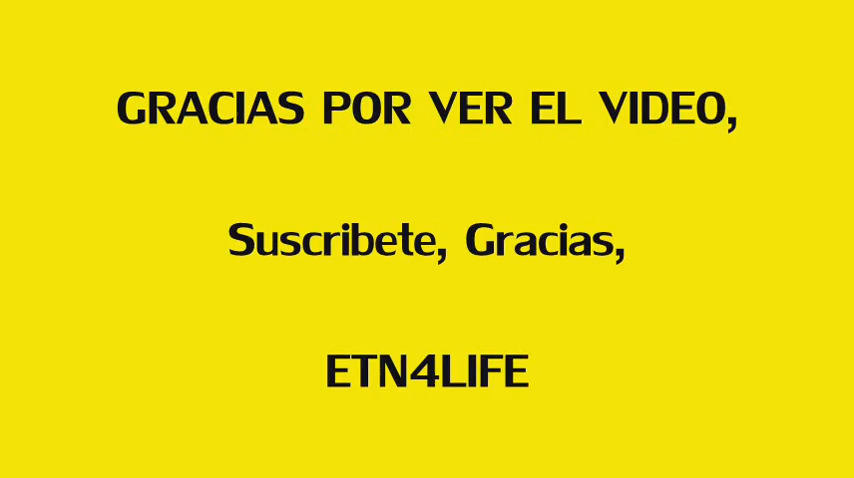 GRACIAS POR VER EL VIDEO,
Suscribete, Gracias,
ETN4LIFE